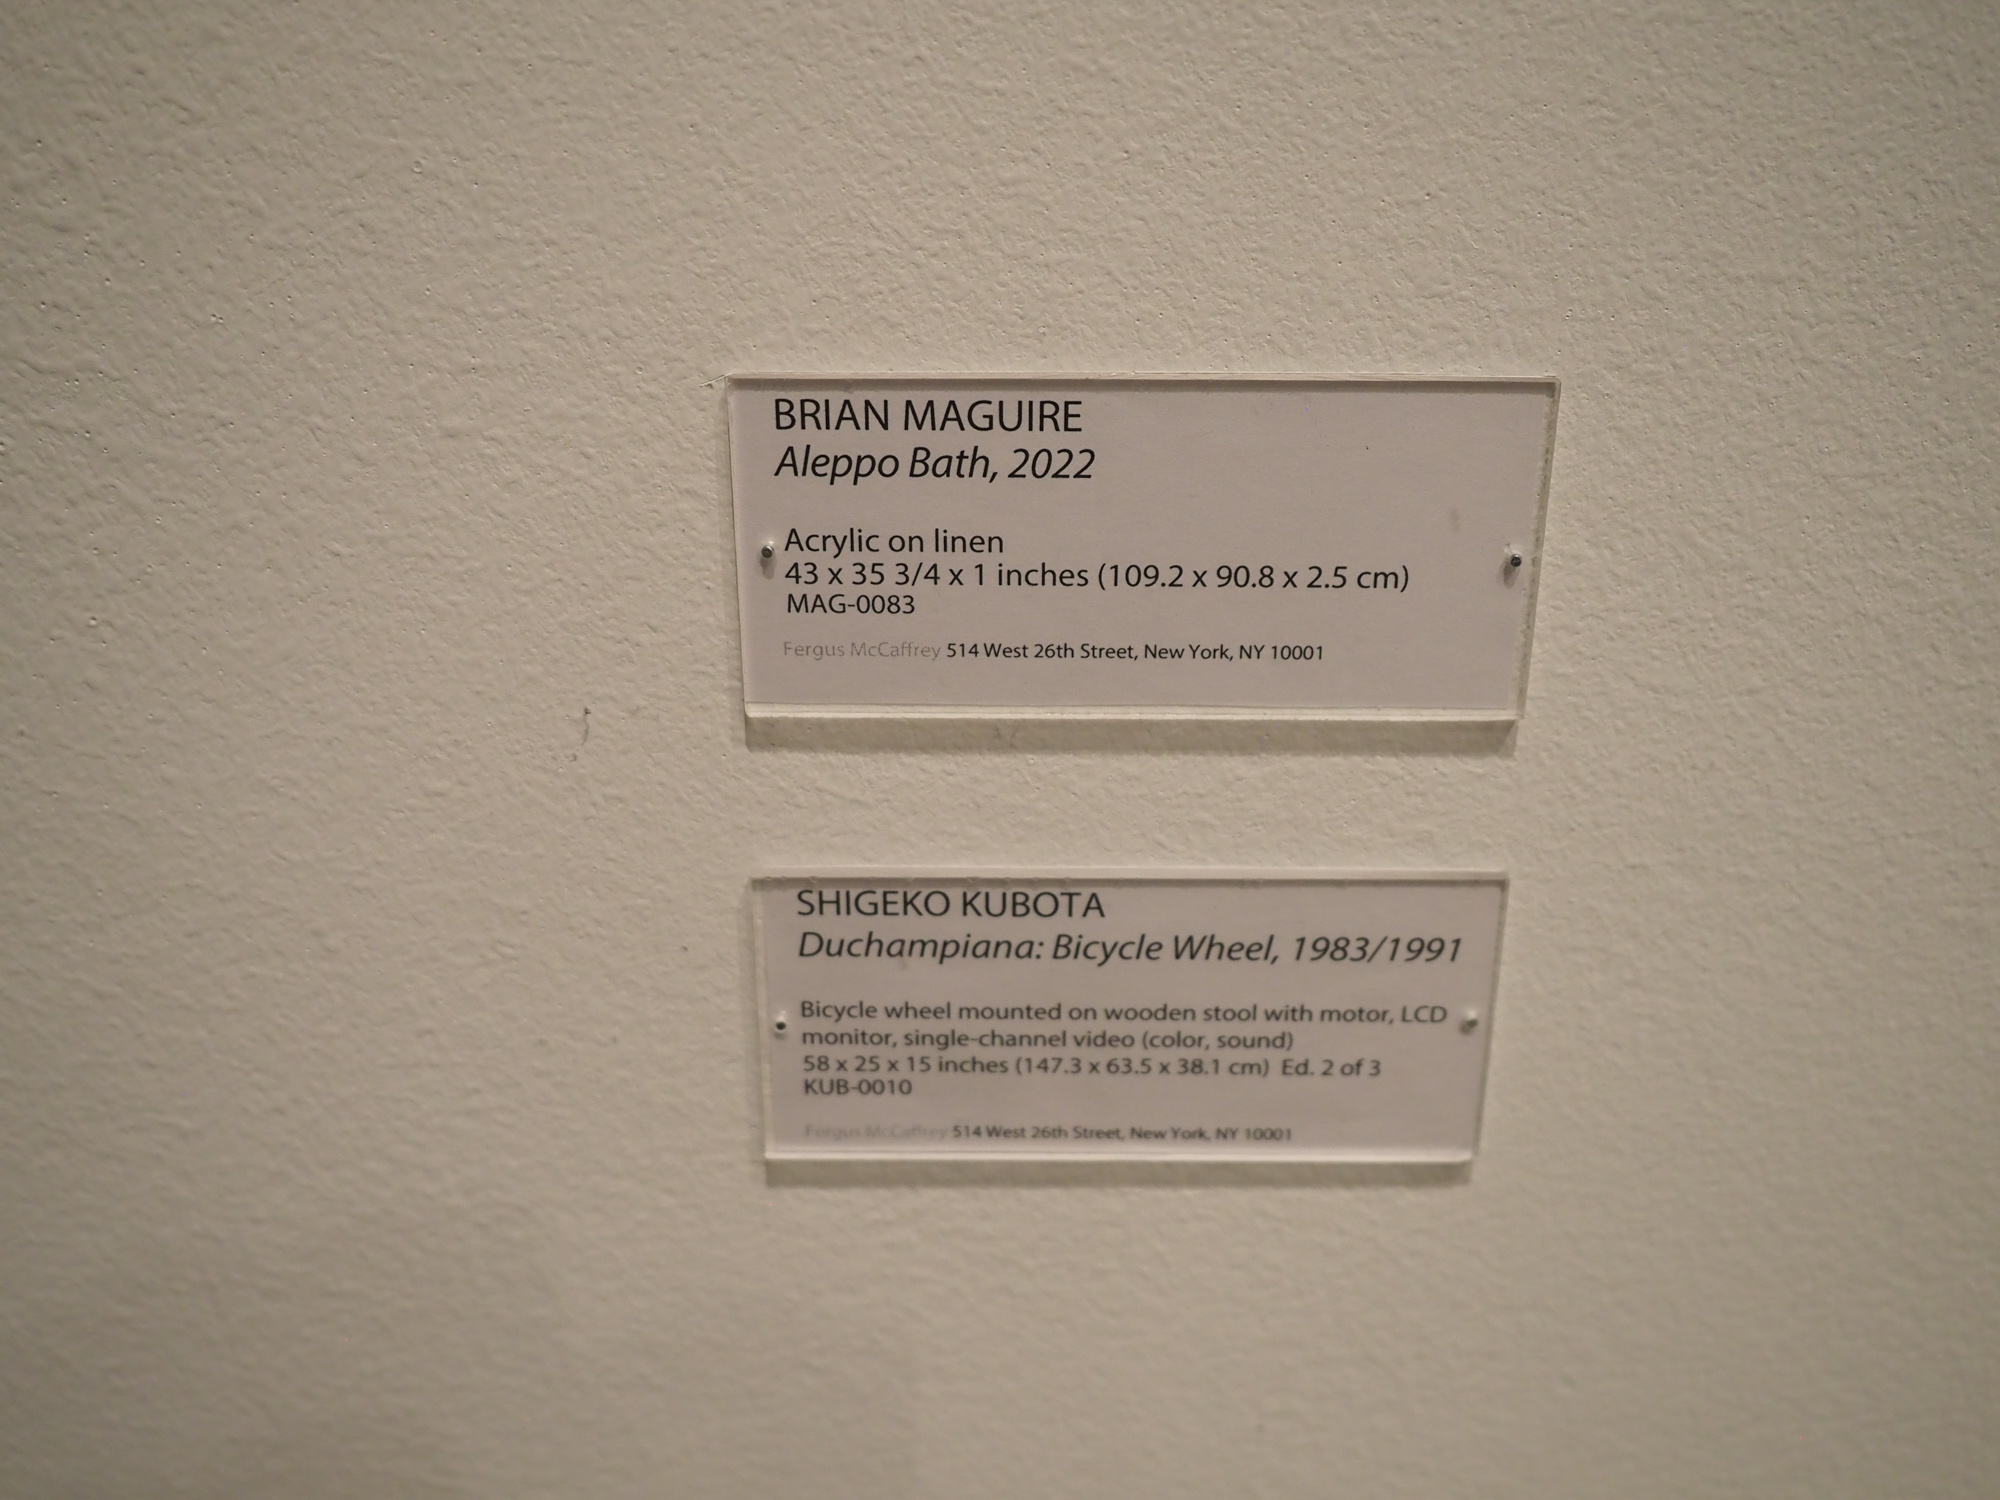 BRIAN MAGUIRE
Aleppo Bath, 2022
Acrylic on linen
43 x 35 3/4 x 1 inches (109.2 x 90.8 x 2.5 cm)
MAG-0083
Fergus McCaffrey 514 West 26th Street, New York, NY 10001
SHIGEKO KUBOTA
Duchampiana: Bicycle Wheel, 1983/1991
Bicycle wheel mounted on wooden stool with motor, LCD
monitor, single-channel video (color, sound)
58 x 25 x 15 inches (147.3 x 63.5 x 38.1 cm) Ed. 2 of 3
KUB-0010
Fergus McCaffrey 514 West 26th Street, New York, NY 10001